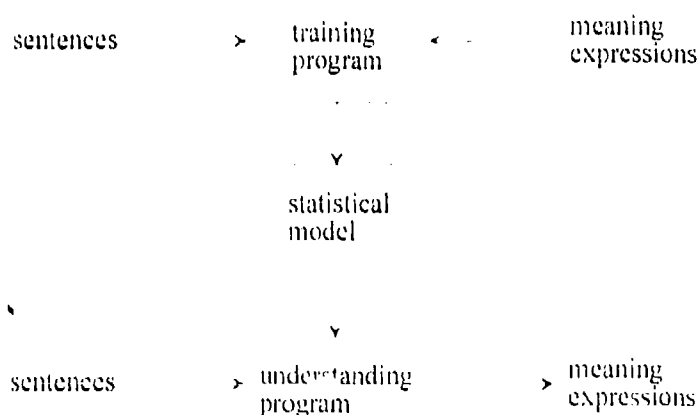 sentences
training
program
meaning
expressions
statistical
model
sentences
understanding
program
meaning
expressions